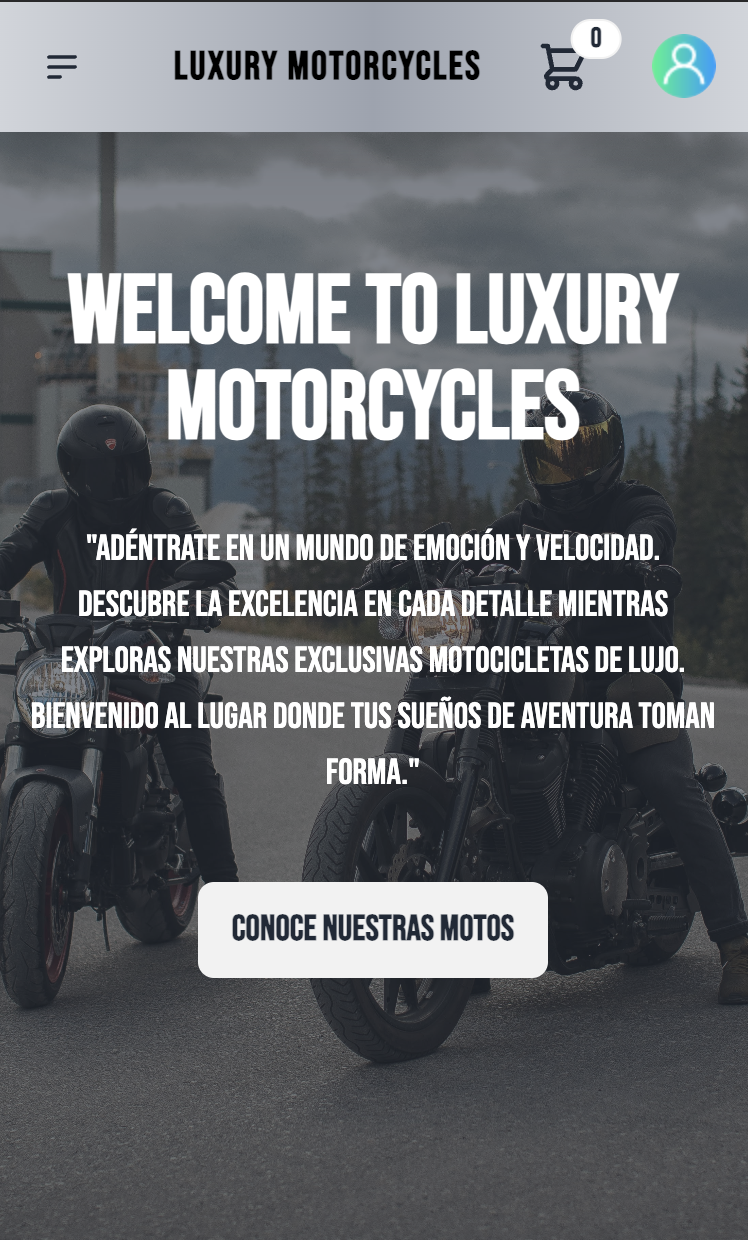 LUXURY MOTORCYCLES
0
WELCOME TO LUXURY
MOTORCYCLES
"ADÉNTRATE EN UN MUNDO DE EMOCIÓN Y VELOCIDAD.
DESCUBRE LA EXCELENCIA EN CADA DETALLE MIENTRAS
EXPLORAS NUESTRAS EXCLUSIVAS MOTOCICLETAS DE LUJO.
BIENVENIDO AL LUGAR DONDE TUS SUEÑOS DE AVENTURA TOMAN
FORMA."
CONOCE NUESTRAS MOTOS